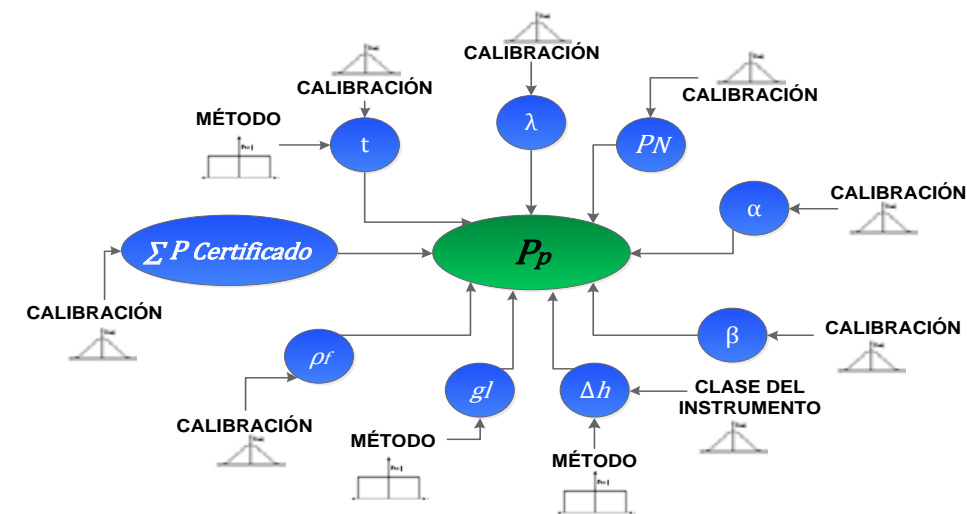 CALIBRACIÓN
λ
CALIBRACIÓN
t
MÉTODO
CALIBRACIÓN
PN
CALIBRACIÓN
α
∑ P Certificado
Pp
CALIBRACIÓN
CALIBRACIÓN
β
ρf
CALIBRACIÓN
gl
MÉTODO
Δh
CLASE DEL
INSTRUMENTO
MÉTODO